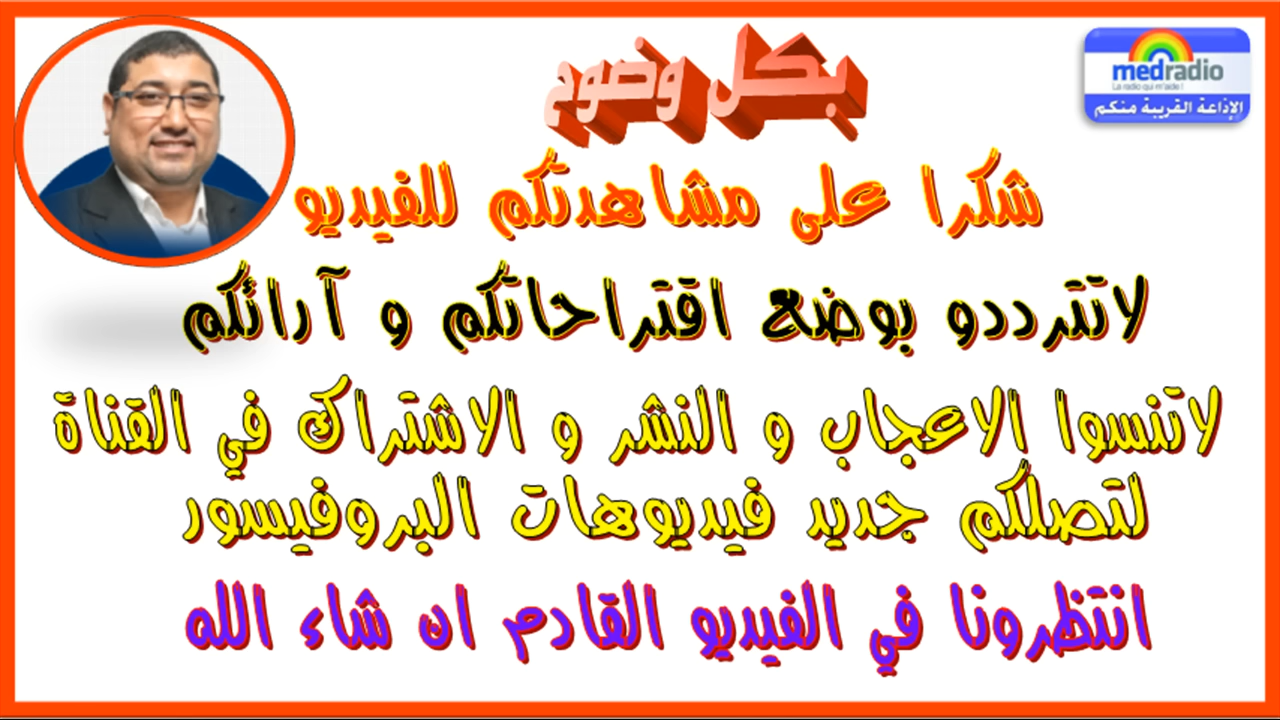 بكل وضوح
medradio
La radio qui m'aide !
الإذاعة القريبة منكم
شكرا على مشاهدتكم للفيديو
لاتترددو بوضع اقتراحاتكم و آرائكم
لاتنسوا الاعجاب و النشر و الاشتراك في القناة
لتصلكم جديد فيديوهات البروفيسور
انتظرونا في الفيديو القادم ان شاء الله